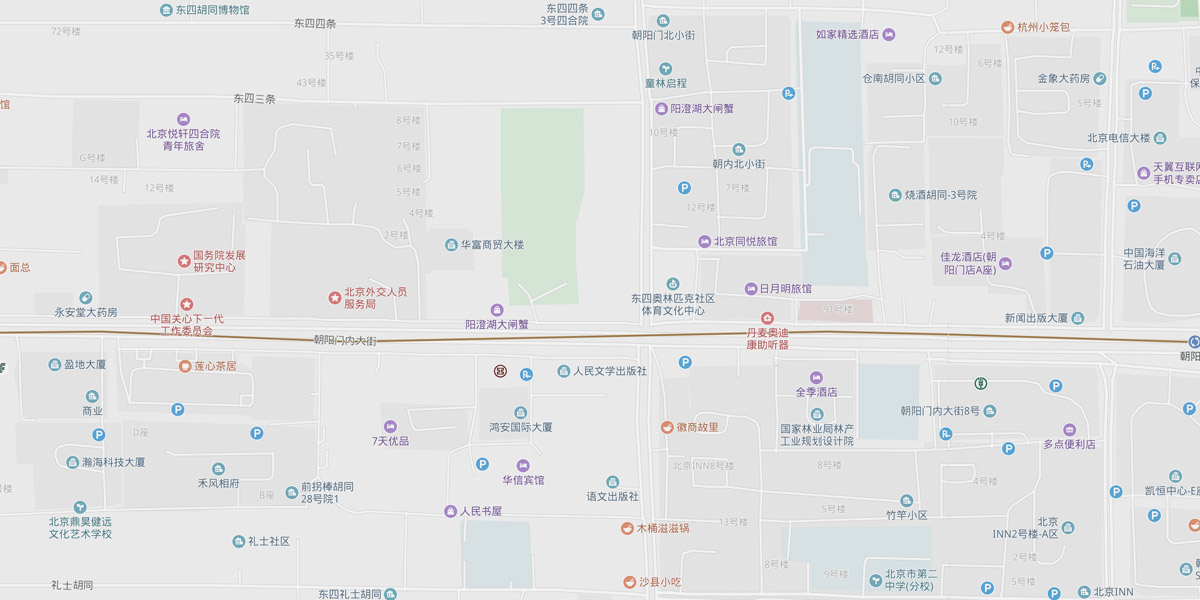 东四胡同博物馆
东四四条
东四四条
3号四合院
朝阳门北小街
如家精选酒店
杭州小笼包
72号楼
35号楼
12号楼
6号楼
43号楼
童林启程
仓南胡同小区
金象大药房
东四三条
馆
阳澄湖大闸蟹
5号楼
8号楼
10号楼
10号楼
北京悦轩四合院
青年旅舍
北京电信大楼
7号楼
G号楼
6号楼
朝内北小街
天翼互联网
手机专卖店
14号楼
12号楼
5号楼
7号楼
烧酒胡同-3号院
4号楼
12号楼
2号楼
华富商贸大楼
北京同悦旅馆
4号楼
国务院发展
研究中心
面总
佳龙酒店(朝
阳门店A座)
中国海洋
石油大厦
北京外交人员
服务局
日月明旅馆
永安堂大药房
东四奥林匹克社区
体育文化中心
91号楼
中国关心下一代
工作委员会
阳澄湖大闸蟹
新闻出版大厦
朝阳门内大街
丹麦奥迪
康助听器
朝阳
盈地大厦
莲心茶居
人民文学出版社
全季酒店
商业
朝阳门内大街8号
鸿安国际大厦
国家林业局林产
工业规划设计院
徽商故里
D座
7天优品
多点便利店
瀚海科技大厦
北京INN8号楼
8号楼
禾风相府
华信宾馆
4号楼
号楼
前拐棒胡同
28号院1
B座
语文出版社
凯恒中心-E座
5号楼
竹竿小区
人民书屋
北京鼎昊健远
文化艺术学校
13号楼
木桶滋滋锅
北京
INN2号楼-A区
礼士社区
2号楼
8号楼
9号楼
北京市第二
中学(分校)
5号楼
礼士胡同
沙县小吃
东四礼士胡同
北京INN